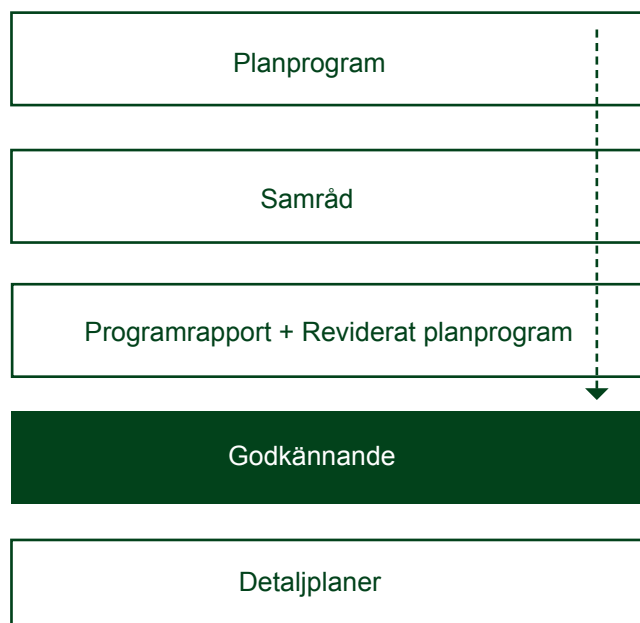 Planprogram
Samråd
Programrapport + Reviderat planprogram
Godkännande
Detaljplaner